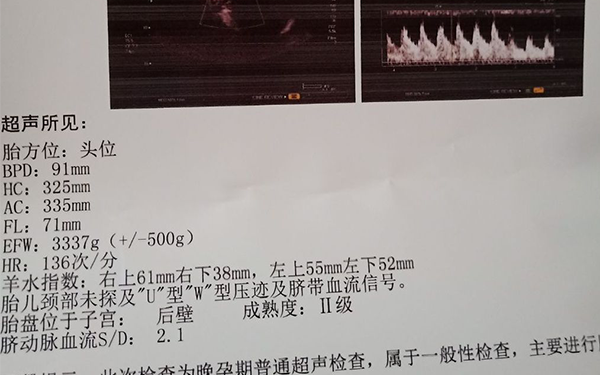 超声所见：
胎方位：头位
BPD：91mm
HC：325mm
AC：335mm
FL：71mm
EFW：3337g（+/-500g）
HR：136次/分
羊水指数：右上61mm右下38mm，左上55mm左下52mm
胎儿颈部未探及"U"型"W"型压迹及脐带血流信号。
胎盘位于子宫： 后壁 成熟度：Ⅱ级
脐动脉血流S/D： 2.1
此次检查为晚孕期普通超声检查，属于一般性检查，主要进行